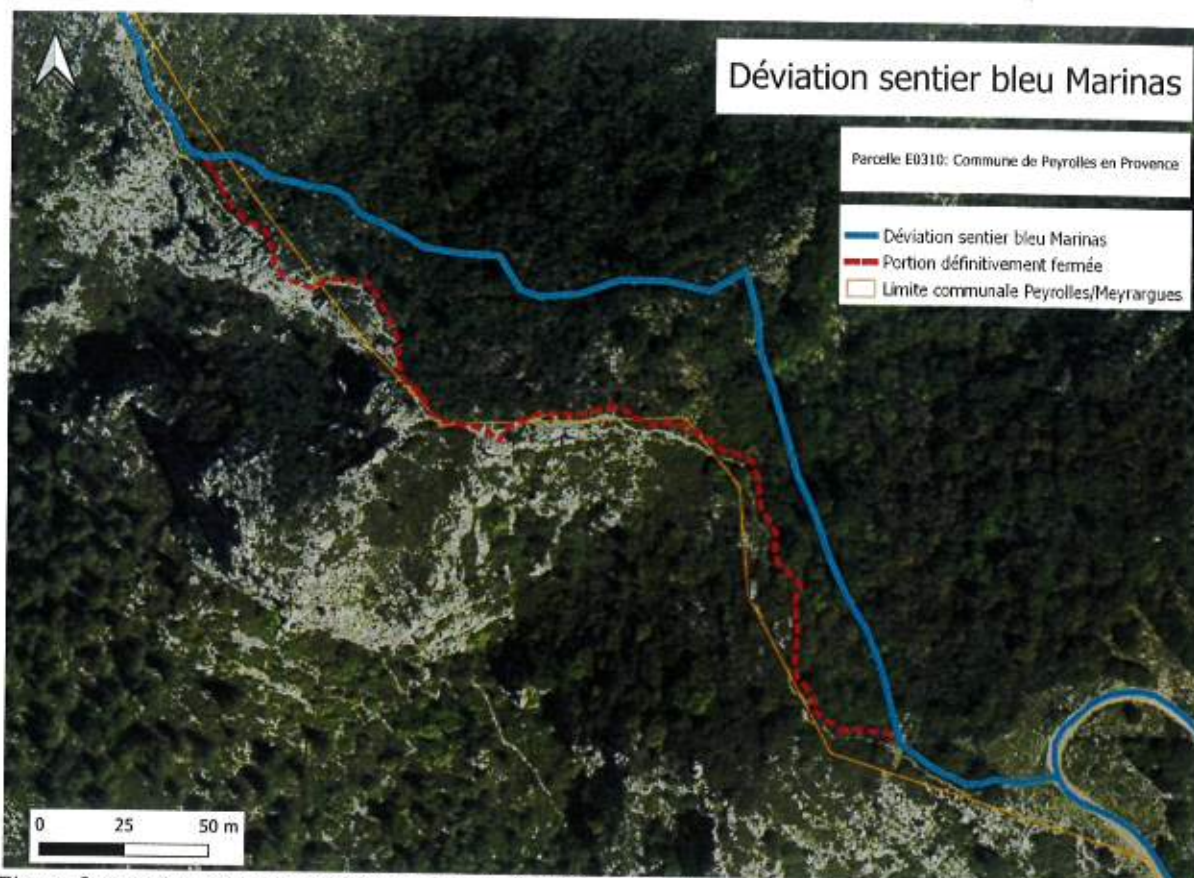 Déviation sentier bleu Marinas
Parcelle E0310: Commune de Peyrolles en Provence
Déviation sentier bleu Marinas
Portion définitivement fermée
Limite communale Peyrolles/Meyrargues
0 25 50 m